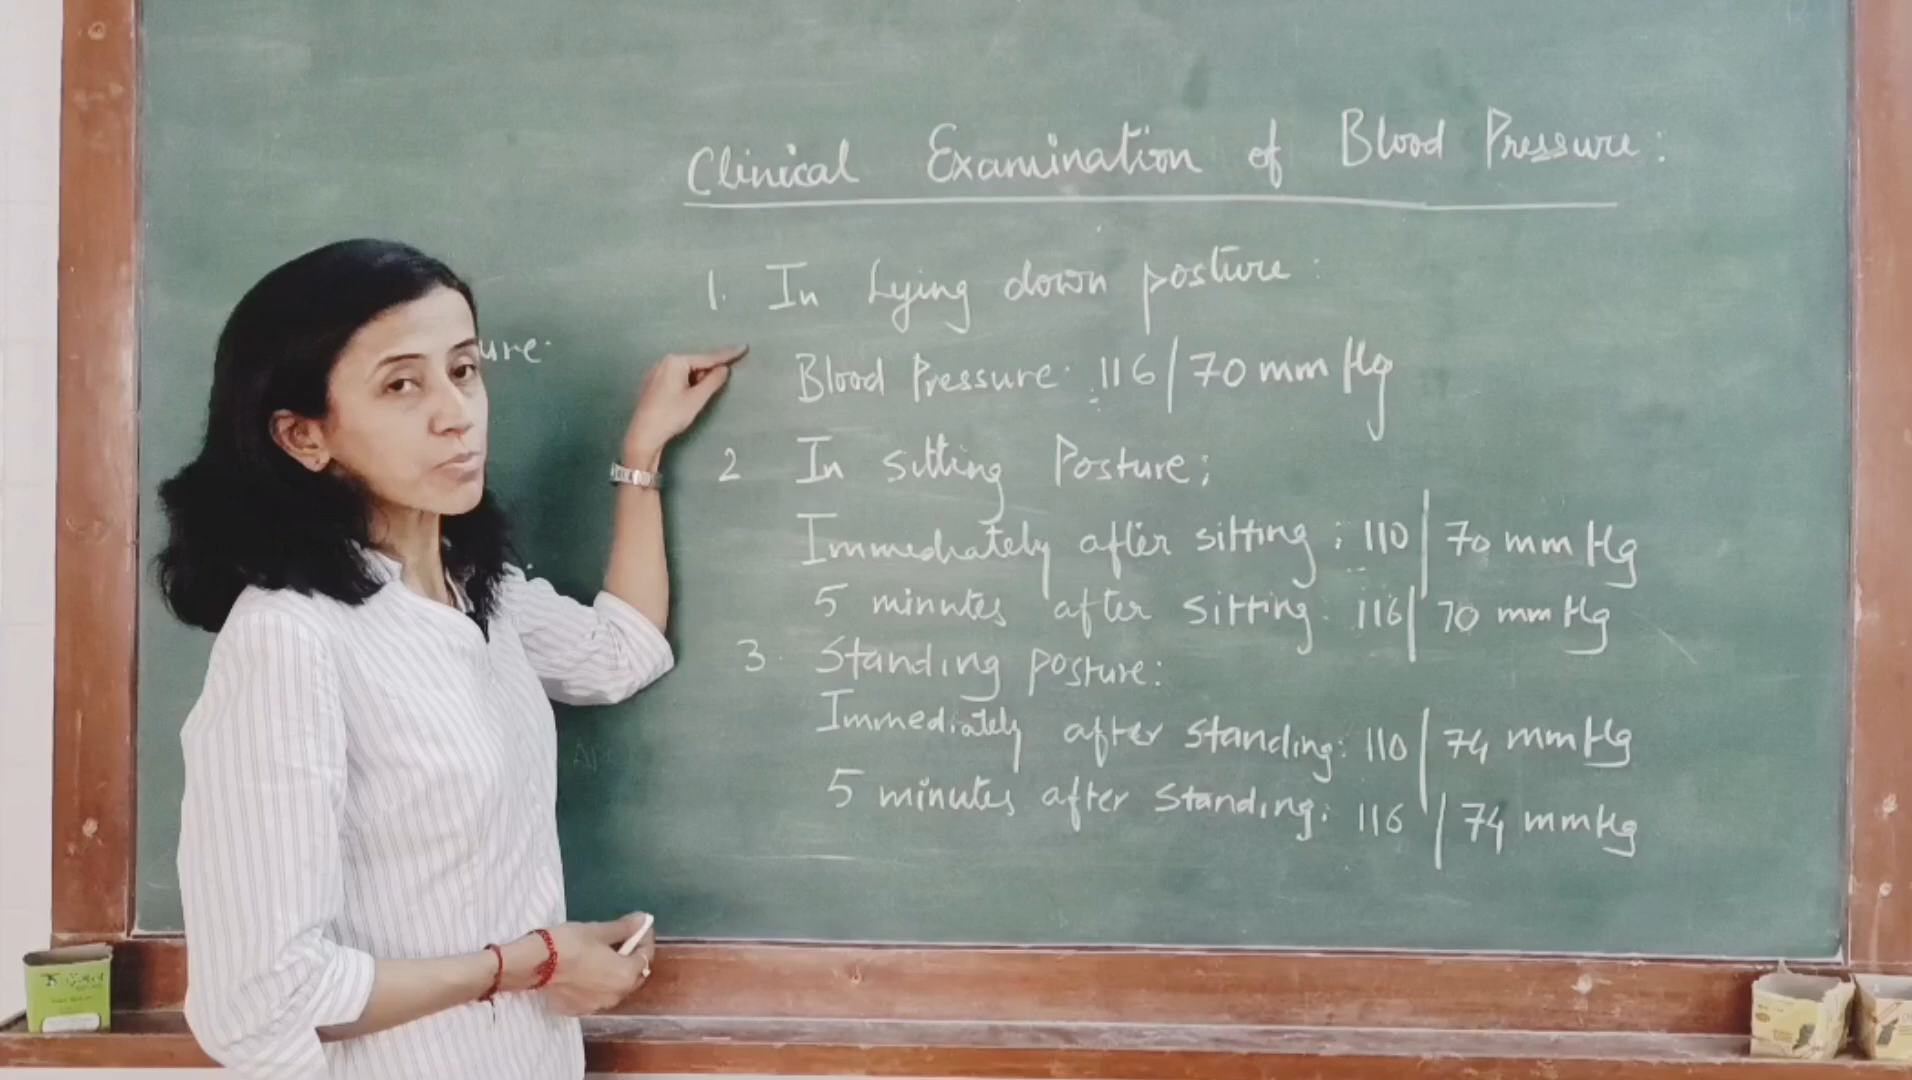 Clinical Examination of Blood Pressure:
1. In Lying down posture:
ure.
Blood Pressure. 116/70 mm Hg
2 In sitting Posture;
Immediately after sitting : 110/70 mm Hg
5 minutes after sitting. 116/70 mm Hg
3. Standing posture:
Immediately after standing: 110/74 mm Hg
5 minutes after standing: 116/74 mmHg